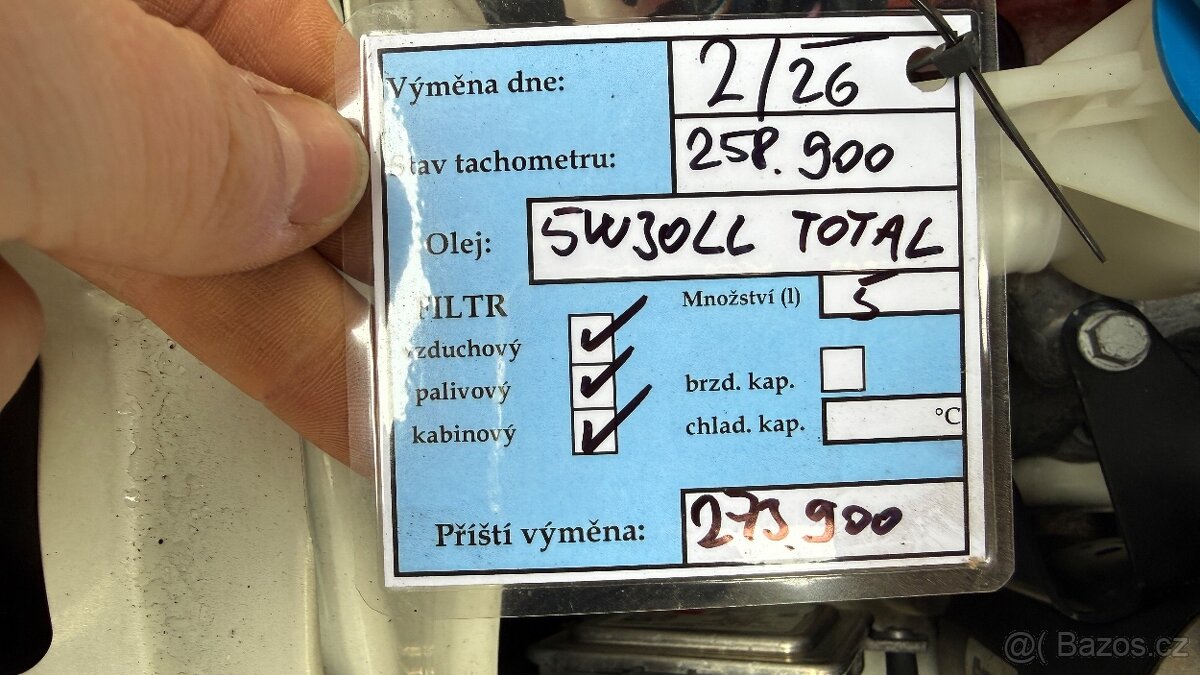 Výměna dne: 2/26
Stav tachometru: 258.900
Olej: 5W30LL TOTAL
FILTR Množství (l) 5
vzduchový
palivový brzd. kap.
kabinový chlad. kap. °C
Příští výměna: 273.900
@( Bazos.cz